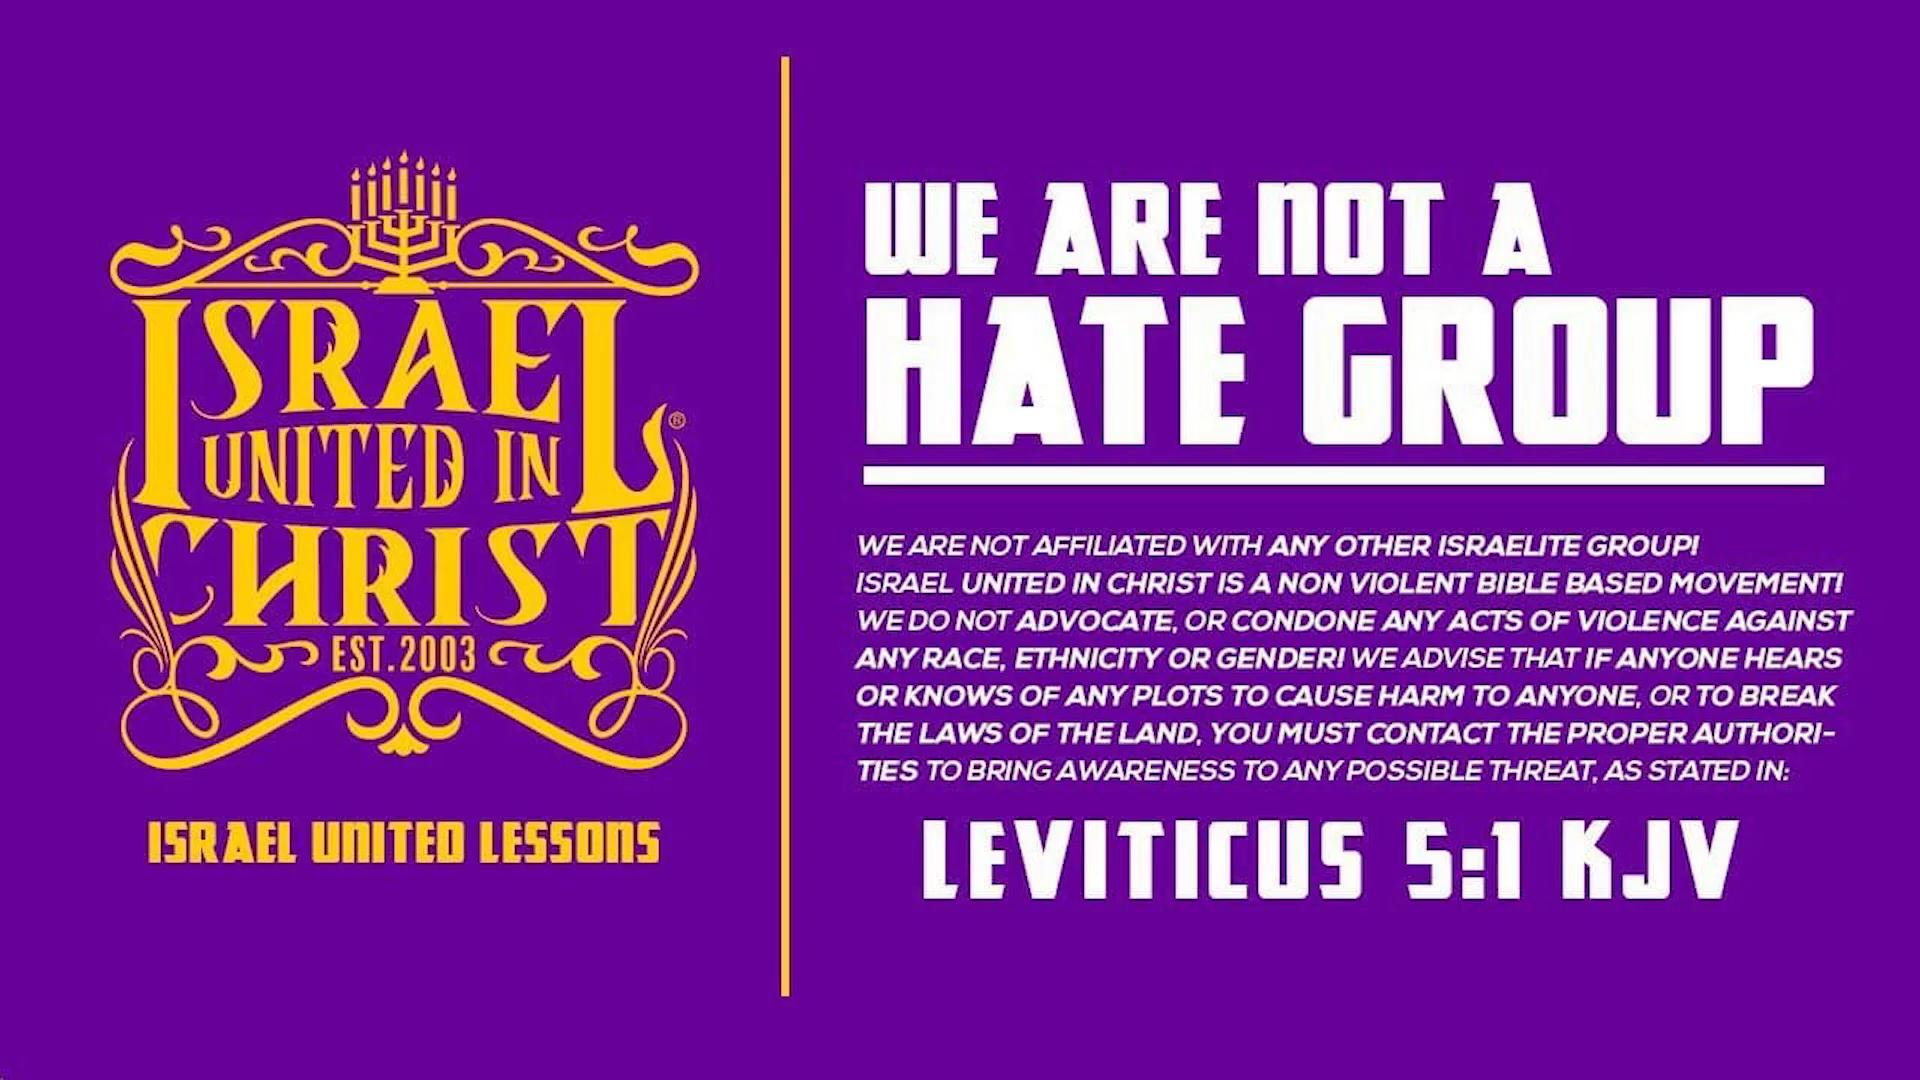 ISRAEL
UNITED IN
CHRIST
®
EST.2003
ISRAEL UNITED LESSONS
WE ARE NOT A
HATE GROUP
WE ARE NOT AFFILIATED WITH ANY OTHER ISRAELITE GROUP!
ISRAEL UNITED IN CHRIST IS A NON VIOLENT BIBLE BASED MOVEMENT!
WE DO NOT ADVOCATE, OR CONDONE ANY ACTS OF VIOLENCE AGAINST
ANY RACE, ETHNICITY OR GENDER! WE ADVISE THAT IF ANYONE HEARS
OR KNOWS OF ANY PLOTS TO CAUSE HARM TO ANYONE, OR TO BREAK
THE LAWS OF THE LAND, YOU MUST CONTACT THE PROPER AUTHORI-
TIES TO BRING AWARENESS TO ANY POSSIBLE THREAT, AS STATED IN:
LEVITICUS 5:1 KJV